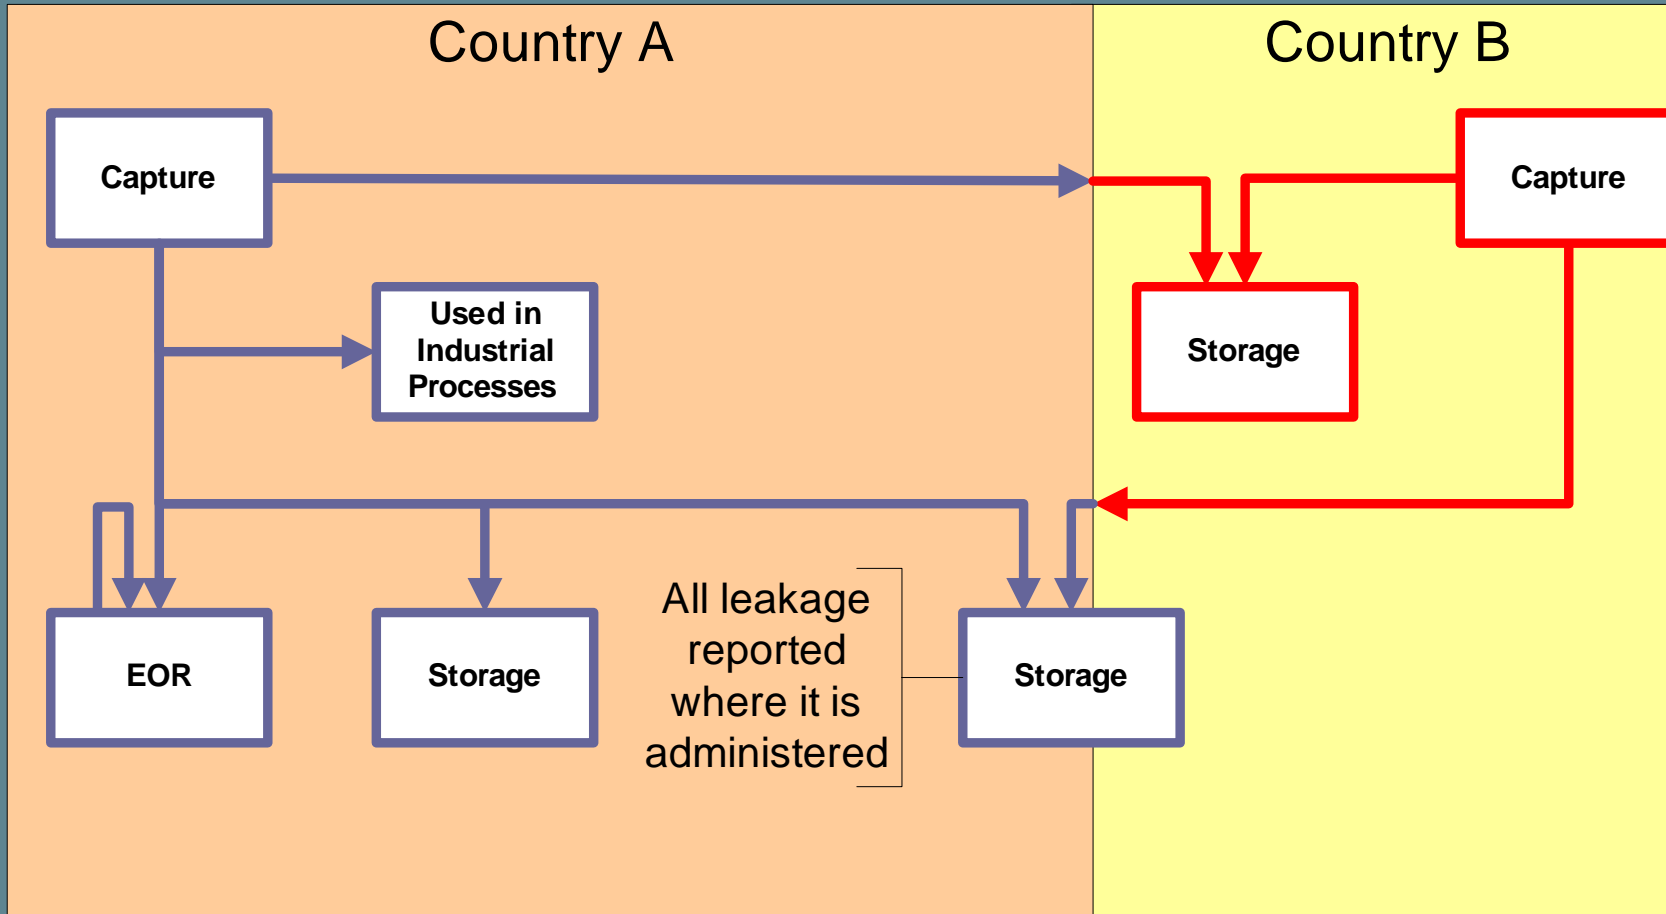 Country A
Country B
Capture
Capture
Used in
Industrial
Processes
Storage
EOR
Storage
All leakage
reported
where it is
administered
Storage